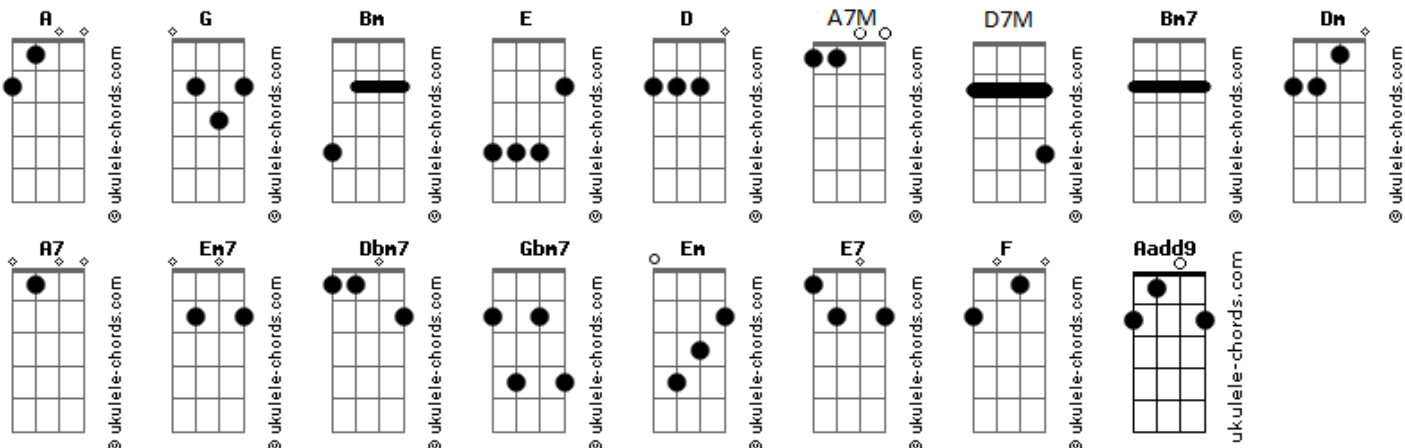 A G Bm E D A7M D7M Bm7 Dm
© ukulele-chords.com © ukulele-chords.com © ukulele-chords.com © ukulele-chords.com © ukulele-chords.com © ukulele-chords.com © ukulele-chords.com © ukulele-chords.com © ukulele-chords.com
A7 Em7 Dbm7 Gbm7 Em E7 F Aadd9
© ukulele-chords.com © ukulele-chords.com © ukulele-chords.com © ukulele-chords.com © ukulele-chords.com © ukulele-chords.com © ukulele-chords.com ukulele-chords.com